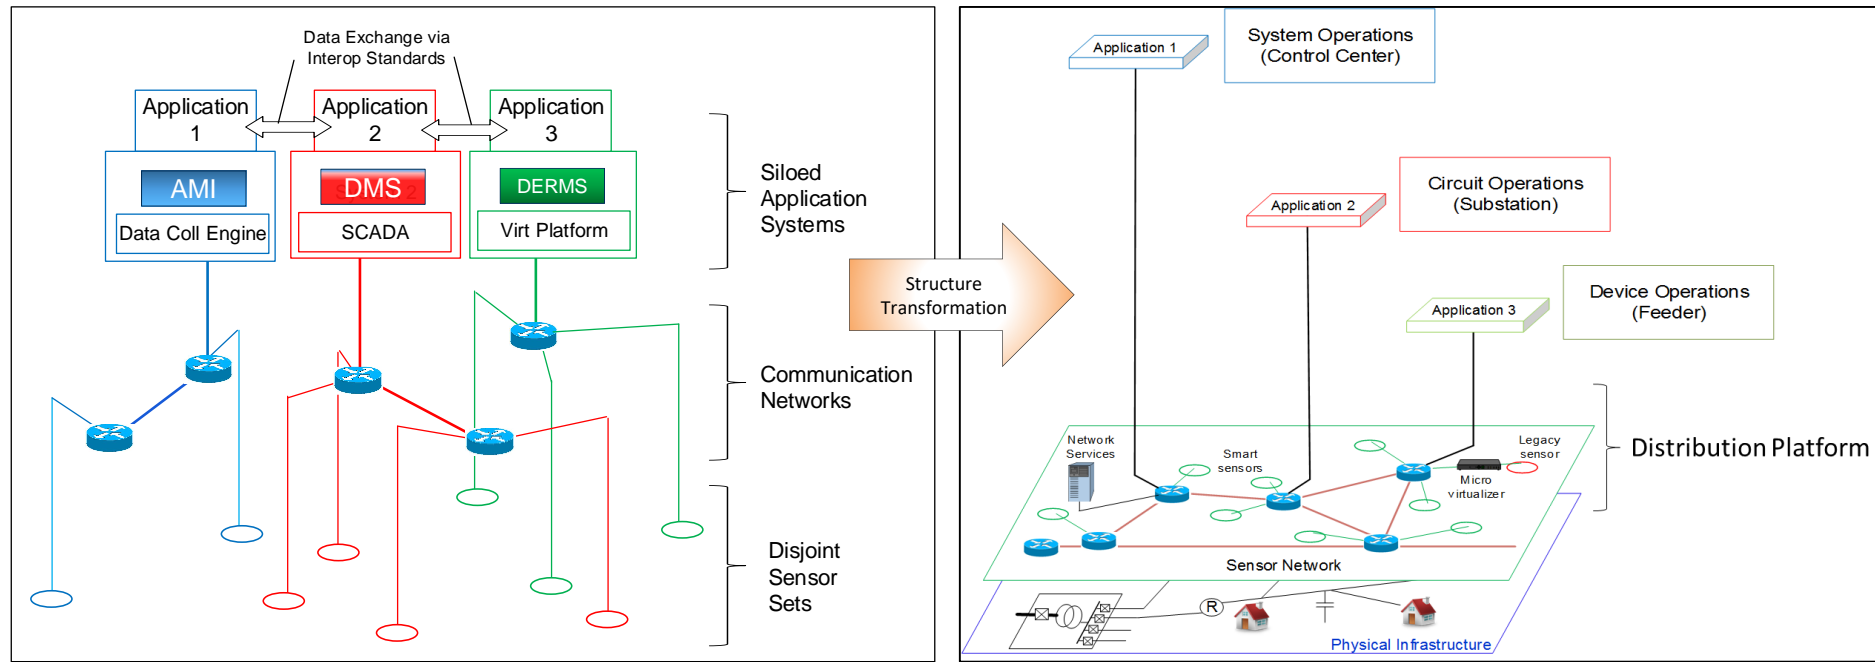 Data Exchange via
Interop Standards
Application
1
Application
2
Application
3
AMI
DMS
DERMS
Data Coll Engine
SCADA
Virt Platform
Siloed
Application
Systems
Communication
Networks
Disjoint
Sensor
Sets
Structure
Transformation
Application 1
System Operations
(Control Center)
Application 2
Circuit Operations
(Substation)
Application 3
Device Operations
(Feeder)
Distribution Platform
Network
Services
Smart
sensors
Legacy
sensor
Micro
virtualizer
Sensor Network
R
Physical Infrastructure